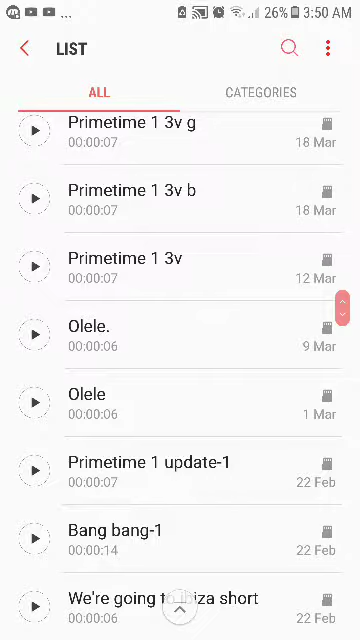 ... 26% 3:50 AM
LIST
ALL CATEGORIES
Primetime 1 3v g
00:00:07 18 Mar
Primetime 1 3v b
00:00:07 18 Mar
Primetime 1 3v
00:00:07 12 Mar
Olele.
00:00:06 9 Mar
Olele
00:00:06 1 Mar
Primetime 1 update-1
00:00:07 22 Feb
Bang bang-1
00:00:14 22 Feb
We're going to ibiza short
00:00:06 22 Feb